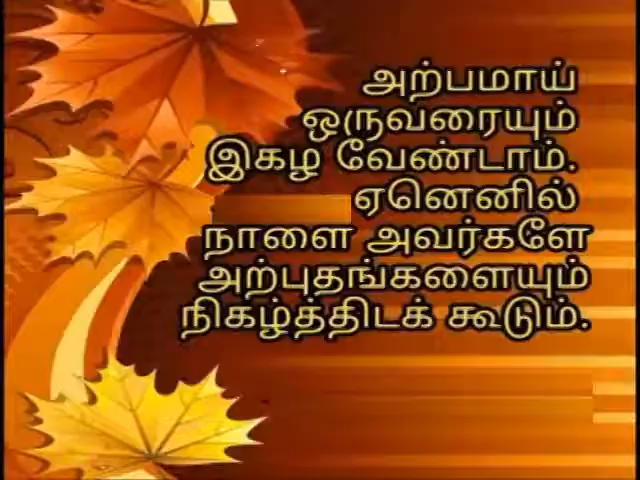 அற்பமாய்
ஒருவரையும்
இகழ வேண்டாம்.
ஏனெனில்
நாளை அவர்களே
அற்புதங்களையும்
நிகழ்த்திடக் கூடும்.